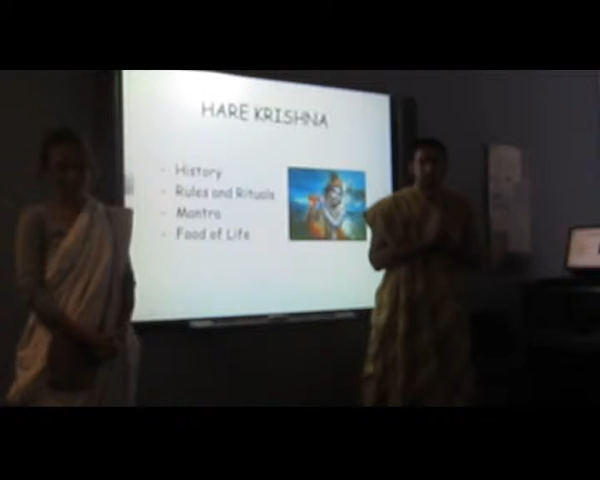 HARE KRISHNA
- History
- Rules and Rituals
- Mantra
- Food of Life